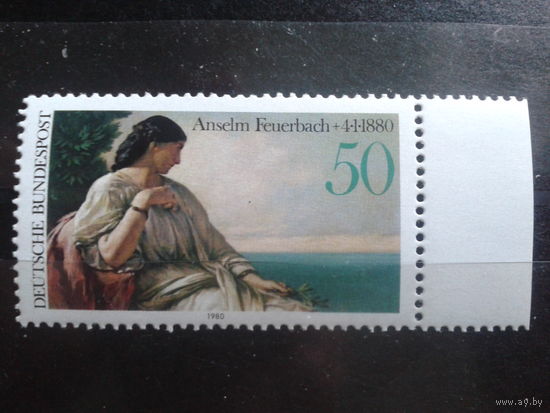 Anselm Feuerbach + 4·1·1880
50
DEUTSCHE BUNDESPOST
1980
www.ay.by